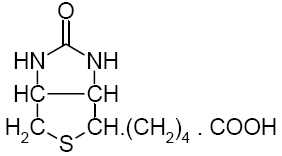 O
HN NH
HC CH
H2C S CH.(CH2)4 . COOH